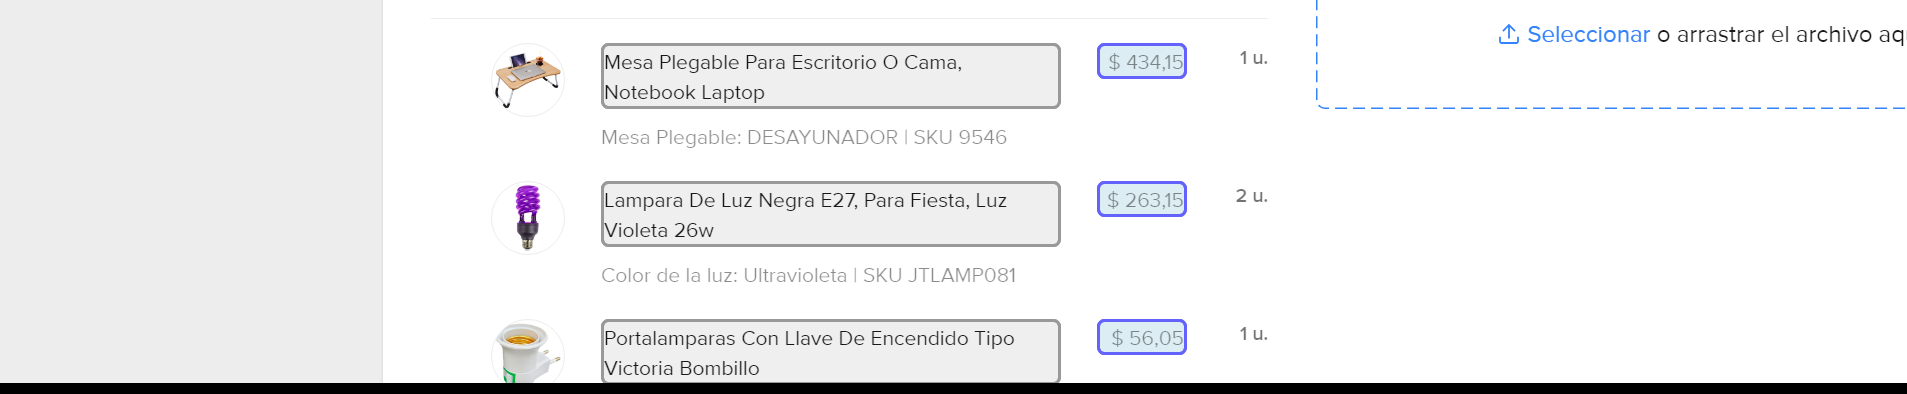 Mesa Plegable Para Escritorio O Cama,
Notebook Laptop
$ 434,15
1 u.
Mesa Plegable: DESAYUNADOR | SKU 9546
Lampara De Luz Negra E27, Para Fiesta, Luz
Violeta 26w
$ 263,15
2 u.
Color de la luz: Ultravioleta | SKU JTLAMP081
Portalamparas Con Llave De Encendido Tipo
Victoria Bombillo
$ 56,05
1 u.
Seleccionar o arrastrar el archivo aq